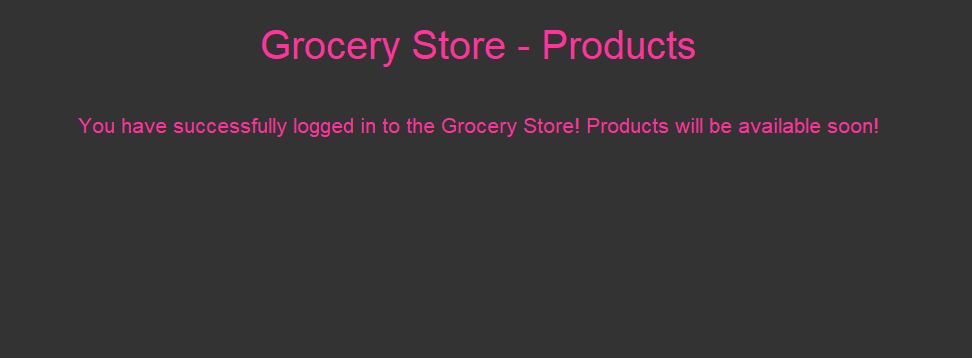 Grocery Store - Products
You have successfully logged in to the Grocery Store! Products will be available soon!